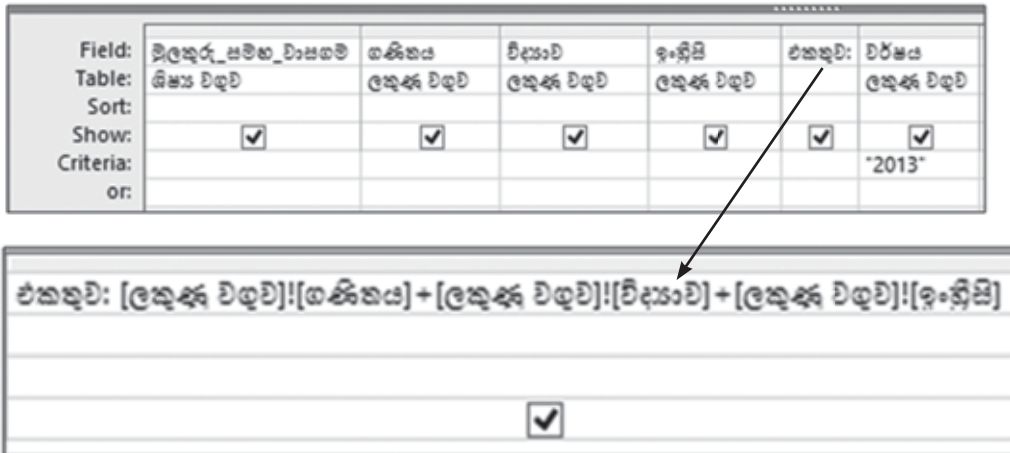 Field: මුලකුරු_සමඟ_වාසගම ගණිතය විද්‍යාව ඉංග්‍රීසි එකතුව: වර්ෂය
Table: ශිෂ්‍ය වගුව ලකුණු වගුව ලකුණු වගුව ලකුණු වගුව ලකුණු වගුව
Sort:
Show:
Criteria: "2013"
or:
එකතුව: [ලකුණු වගුව]![ගණිතය]+[ලකුණු වගුව]![විද්‍යාව]+[ලකුණු වගුව]![ඉංග්‍රීසි]